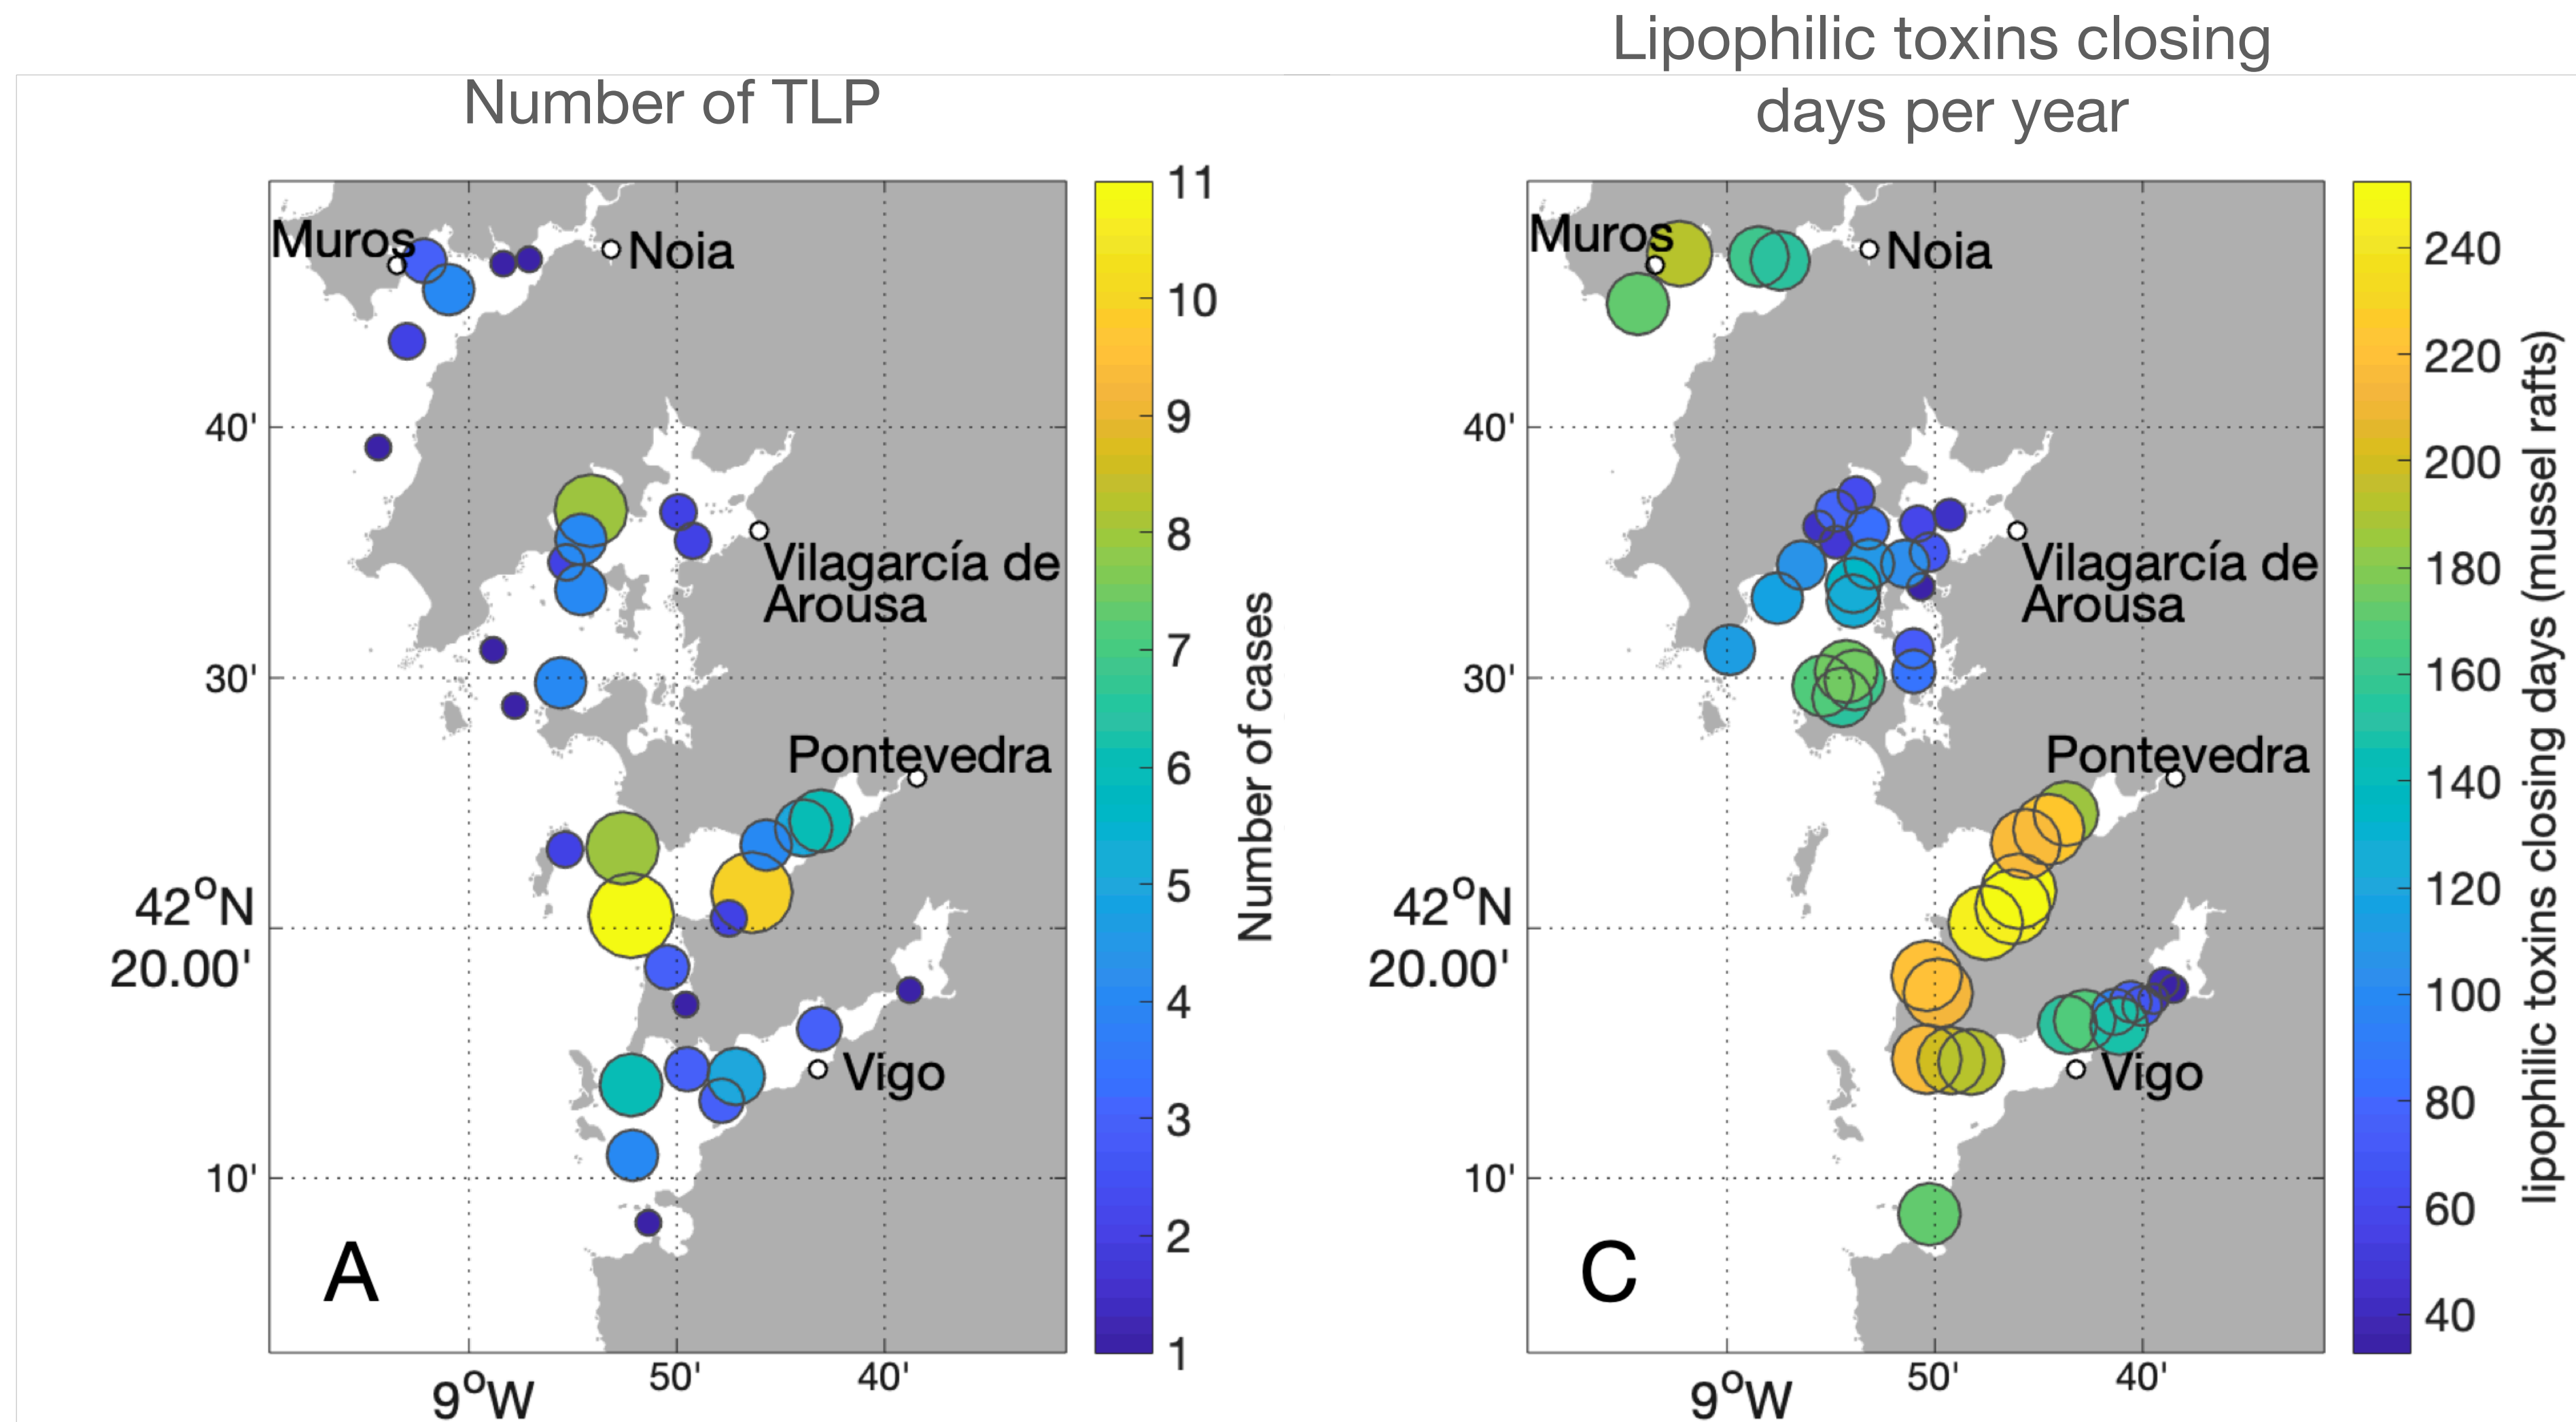 Number of TLP
Muros
Noia
Vilagarcía de
Arousa
Pontevedra
Vigo
40'
30'
42°N
20.00'
10'
9°W
50'
40'
A
11
10
9
8
7
6
5
4
3
2
1
Number of cases
Lipophilic toxins closing
days per year
Muros
Noia
Vilagarcía de
Arousa
Pontevedra
Vigo
40'
30'
42°N
20.00'
10'
9°W
50'
40'
C
240
220
200
180
160
140
120
100
80
60
40
lipophilic toxins closing days (mussel rafts)